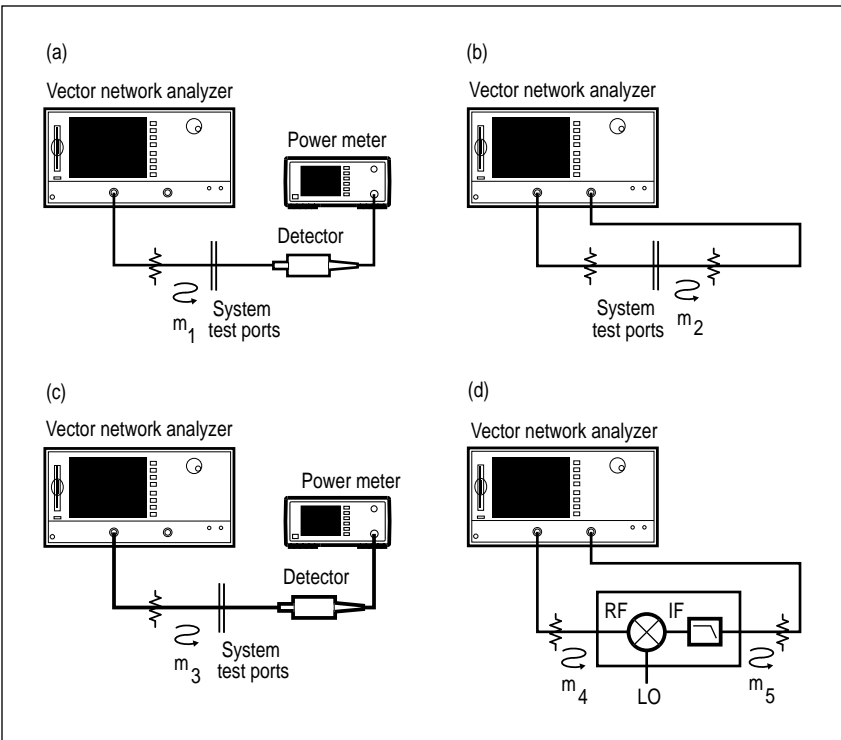 (a)
Vector network analyzer
Power meter
Detector
m1
System
test ports
(b)
Vector network analyzer
System
test ports
m2
(c)
Vector network analyzer
Power meter
Detector
m3
System
test ports
(d)
Vector network analyzer
RF IF
m4
LO
m5